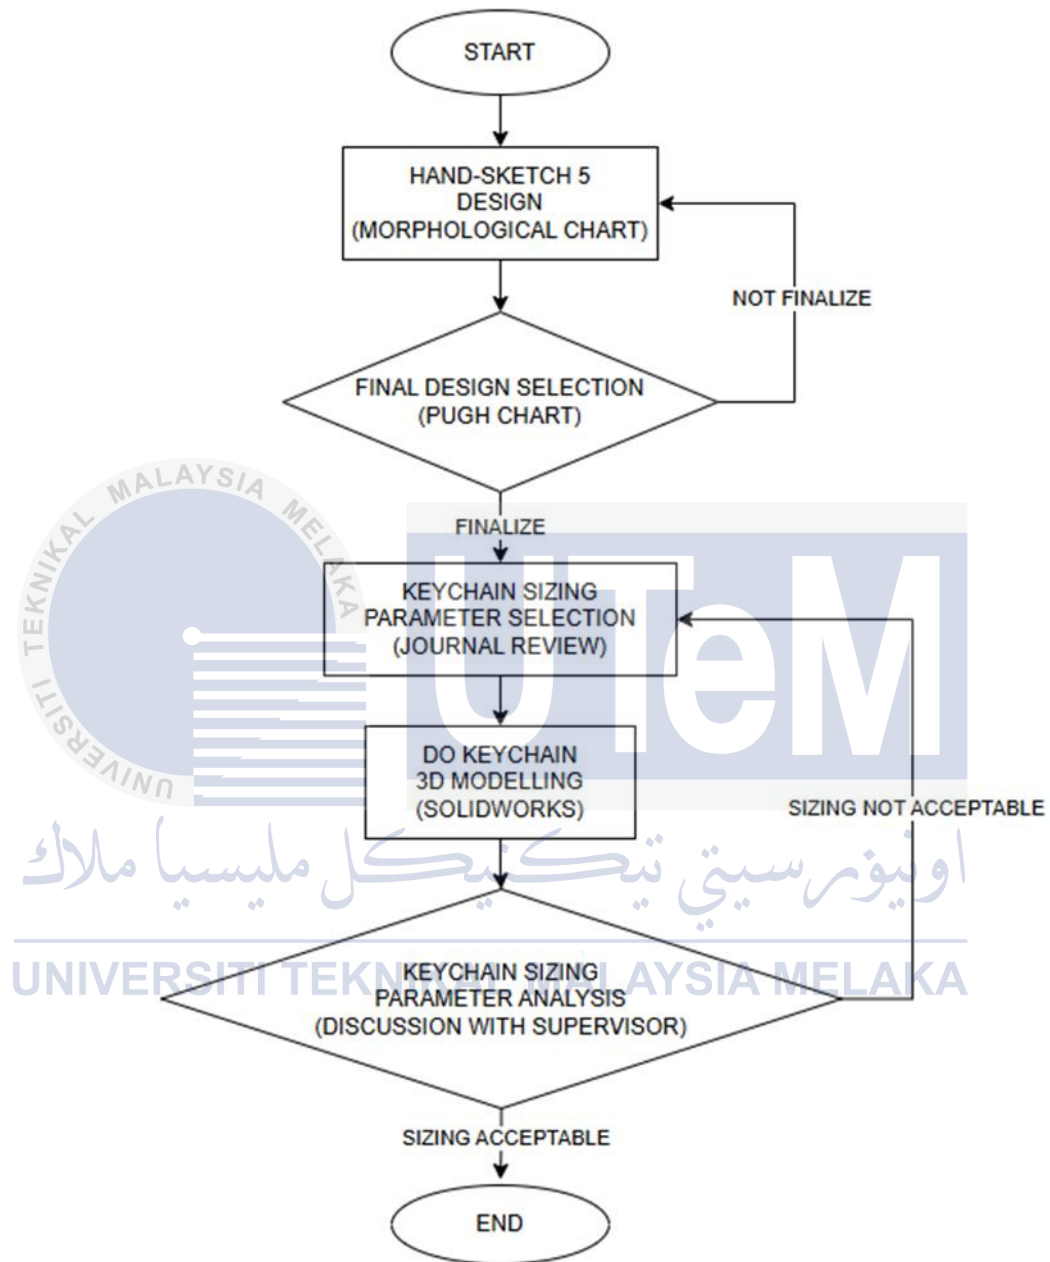 START
HAND-SKETCH 5
DESIGN
(MORPHOLOGICAL CHART)
NOT FINALIZE
FINAL DESIGN SELECTION
(PUGH CHART)
FINALIZE
UNIVERSITI TEKNIKAL MALAYSIA MELAKA
UTeM
KEYCHAIN SIZING
PARAMETER SELECTION
(JOURNAL REVIEW)
DO KEYCHAIN
3D MODELLING
(SOLIDWORKS)
SIZING NOT ACCEPTABLE
اونيۏرسيتي تيكنيكل مليسيا ملاك
UNIVERSITI TEKNIKAL MALAYSIA MELAKA
KEYCHAIN SIZING
PARAMETER ANALYSIS
(DISCUSSION WITH SUPERVISOR)
SIZING ACCEPTABLE
END